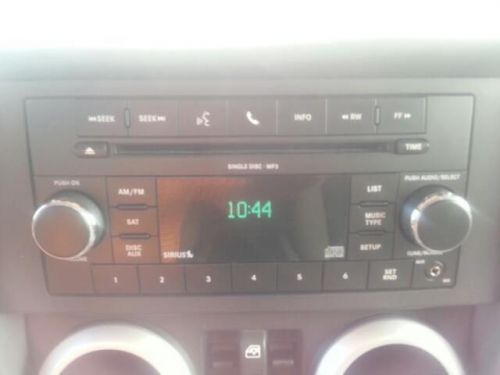 SEEK SEEK INFO RW FF
TIME
SINGLE DISC · MP3
PUSH ON PUSH AUDIO/SELECT
AM/FM LIST
10:44
SAT MUSIC TYPE
DISC AUX SIRIUS SETUP
1 2 3 4 5 6 SET RND